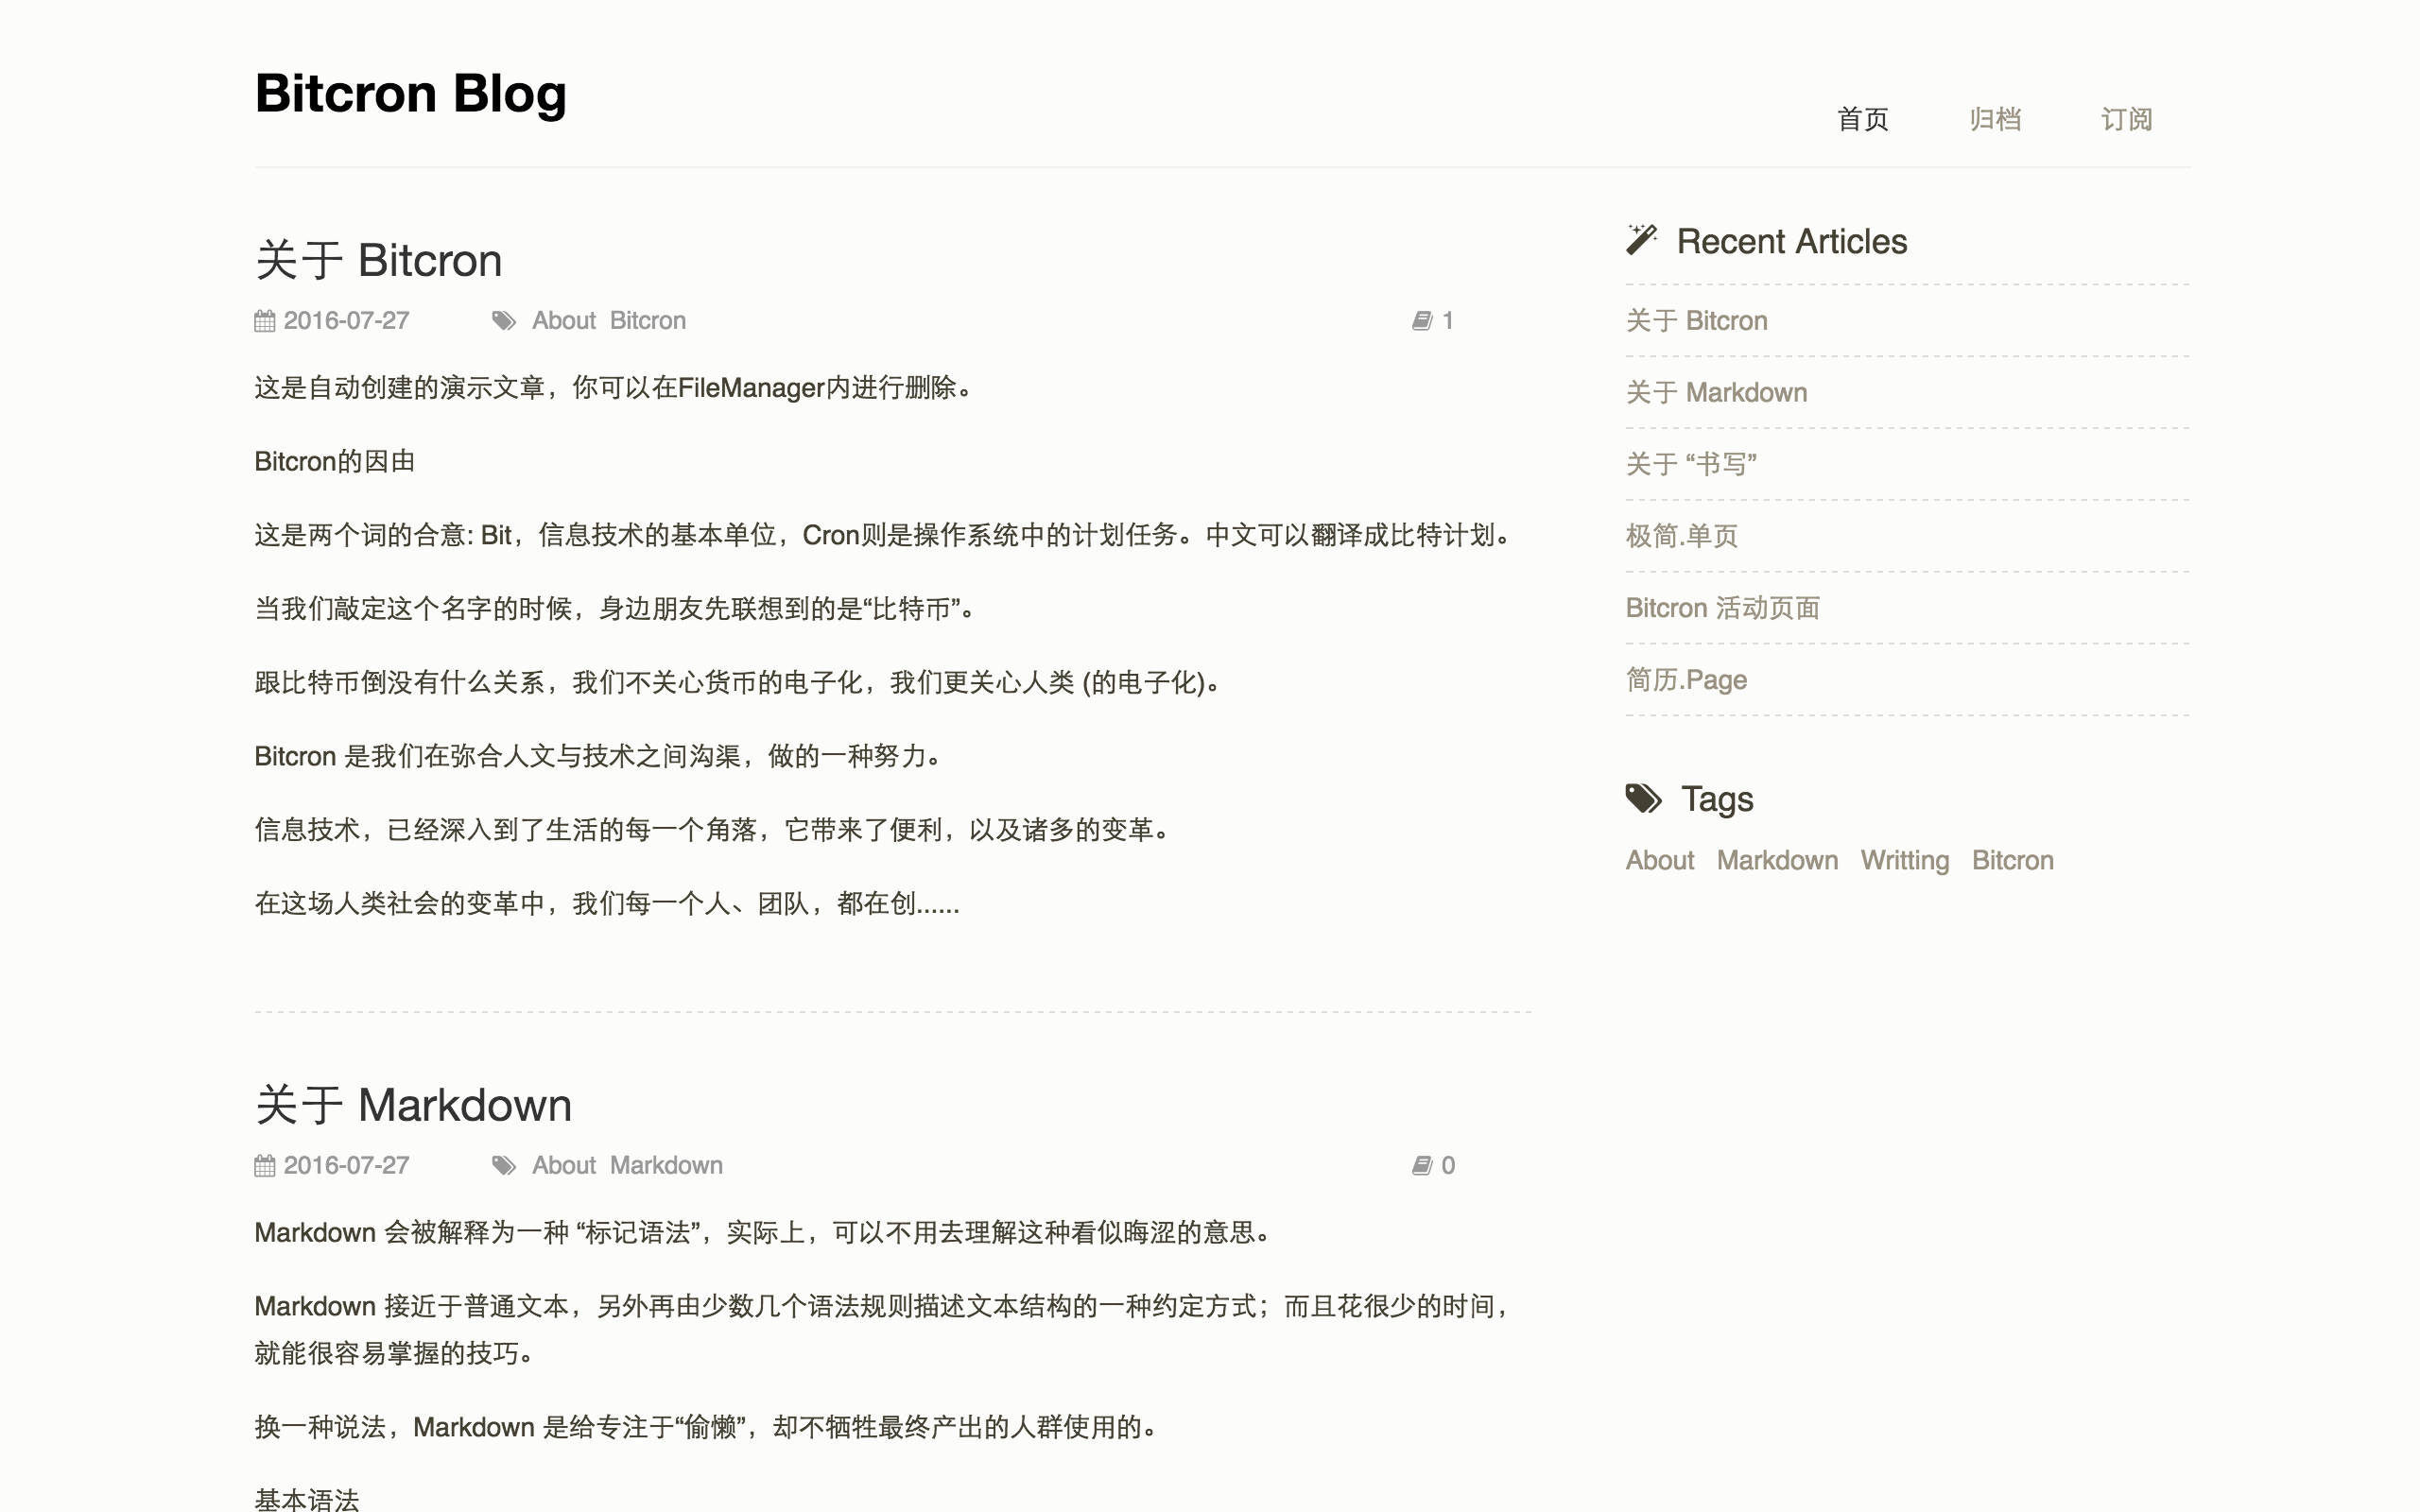 Bitcron Blog
首页 归档 订阅
关于 Bitcron
2016-07-27 About Bitcron 1
这是自动创建的演示文章，你可以在FileManager内进行删除。
Bitcron的因由
这是两个词的合意: Bit，信息技术的基本单位，Cron则是操作系统中的计划任务。中文可以翻译成比特计划。
当我们敲定这个名字的时候，身边朋友先联想到的是“比特币”。
跟比特币倒没有什么关系，我们不关心货币的电子化，我们更关心人类 (的电子化)。
Bitcron 是我们在弥合人文与技术之间沟渠，做的一种努力。
信息技术，已经深入到了生活的每一个角落，它带来了便利，以及诸多的变革。
在这场人类社会的变革中，我们每一个人、团队，都在创......
关于 Markdown
2016-07-27 About Markdown 0
Markdown 会被解释为一种 “标记语法”，实际上，可以不用去理解这种看似晦涩的意思。
Markdown 接近于普通文本，另外再由少数几个语法规则描述文本结构的一种约定方式；而且花很少的时间，
就能很容易掌握的技巧。
换一种说法，Markdown 是给专注于“偷懒”，却不牺牲最终产出的人群使用的。
基本语法
Recent Articles
关于 Bitcron
关于 Markdown
关于 “书写”
极简.单页
Bitcron 活动页面
简历.Page
Tags
About Markdown Writting Bitcron